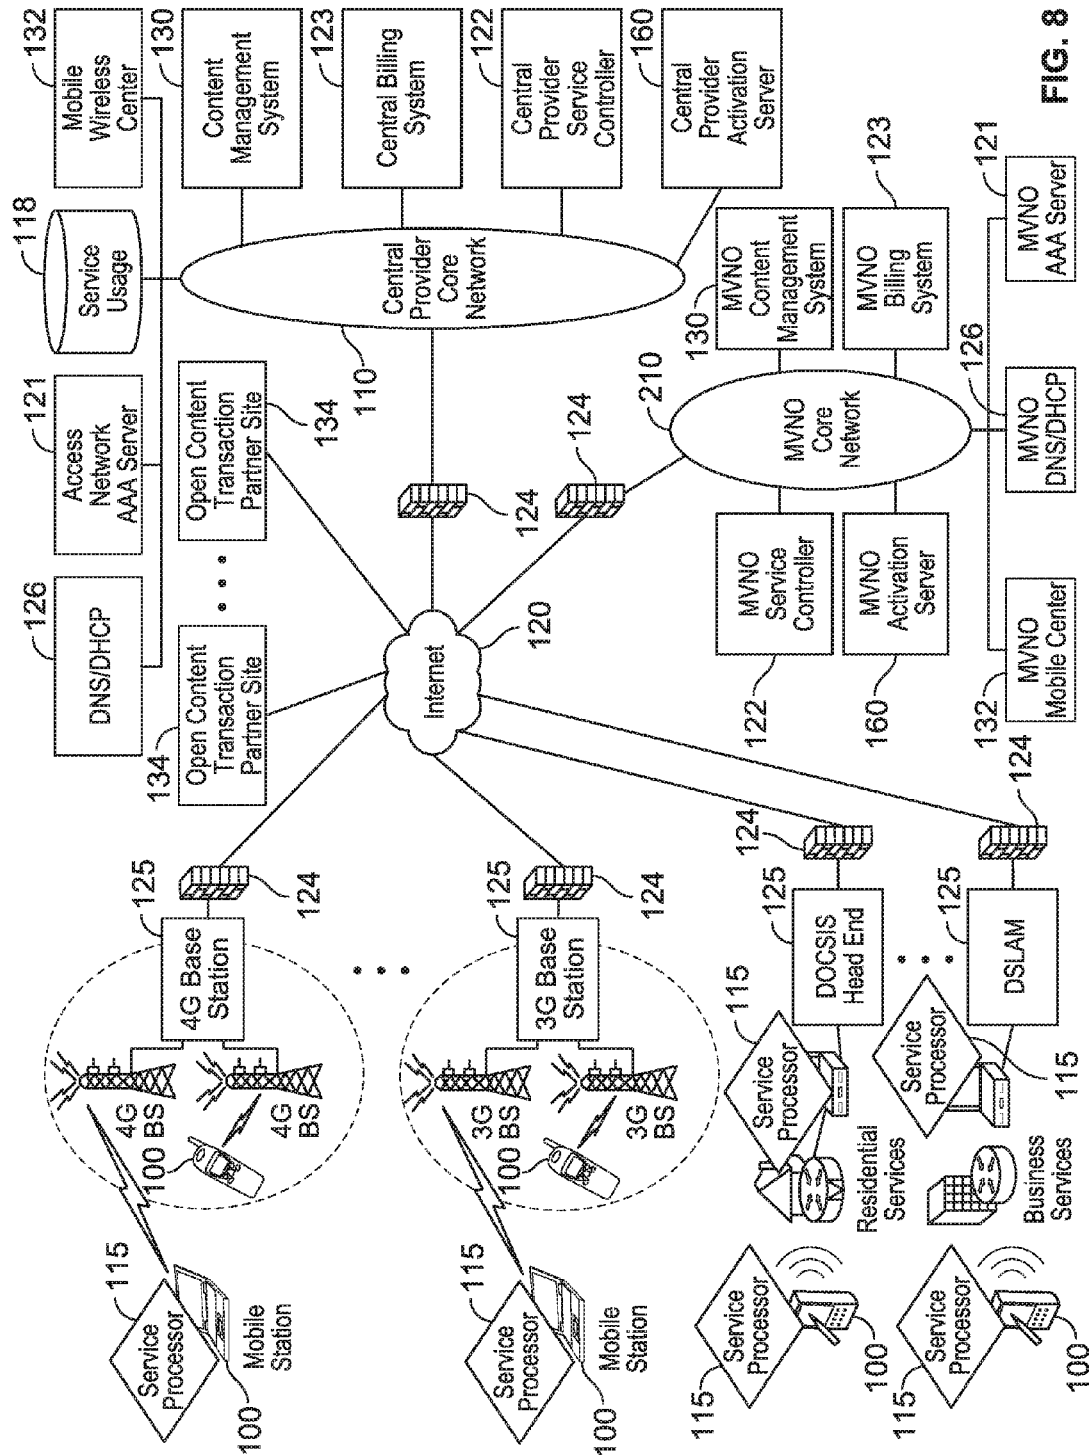 115
Service
Processor
100
Mobile
Station
4G BS
100
4G
BS
125
4G Base
Station
124
115
Service
Processor
100
Mobile
Station
3G BS
100
3G
BS
125
3G Base
Station
124
115
Service
Processor
100
Residential
Services
Service
Processor
115
125
DOCSIS
Head End
124
115
Service
Processor
100
Business
Services
Service
Processor
115
125
DSLAM
124
126
DNS/DHCP
121
Access
Network
AAA Server
118
Service
Usage
132
Mobile
Wireless
Center
134
Open Content
Transaction
Partner Site
Open Content
Transaction
Partner Site
134
130
Content
Management
System
123
Central Billing
System
122
Central
Provider
Service
Controller
160
Central
Provider
Activation
Server
110
Central
Provider
Core
Network
124
Internet
120
124
210
MVNO
Core
Network
MVNO
Service
Controller
122
MVNO
Activation
Server
160
130
MVNO
Content
Management
System
123
MVNO
Billing
System
132
MVNO
Mobile Center
126
MVNO
DNS/DHCP
121
MVNO
AAA Server
FIG. 8